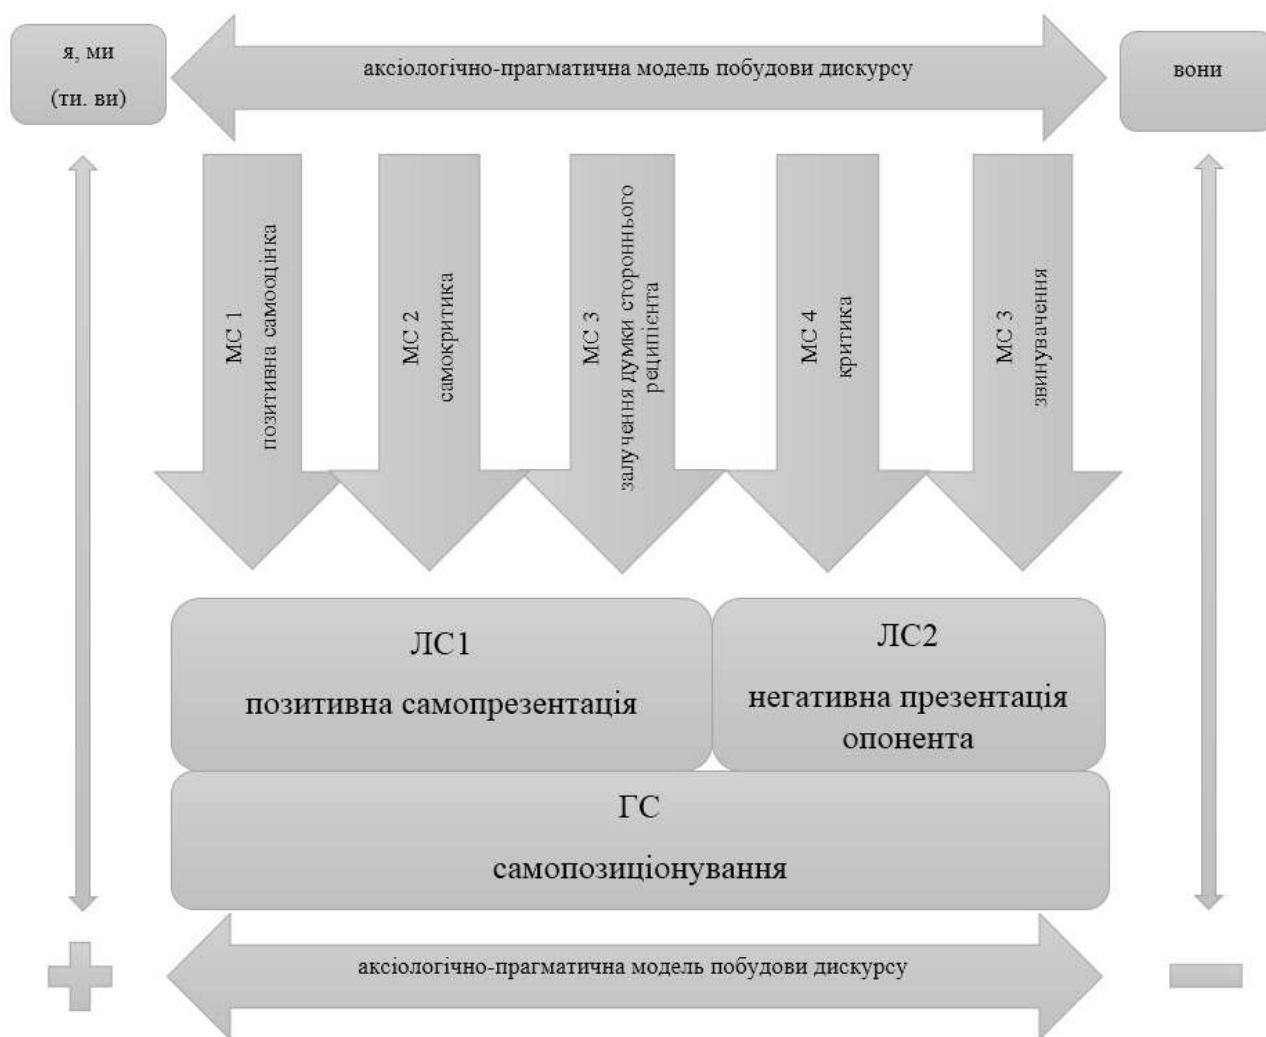 я, ми
(ти. ви)
аксіологічно-прагматична модель побудови дискурсу
вони
МС 1
позитивна самооцінка
МС 2
самокритика
МС 3
залучення думки стороннього
реципієнта
МС 4
критика
МС 3
звинувачення
ЛС1
позитивна самопрезентація
ЛС2
негативна презентація
опонента
ГС
самопозиціонування
аксіологічно-прагматична модель побудови дискурсу